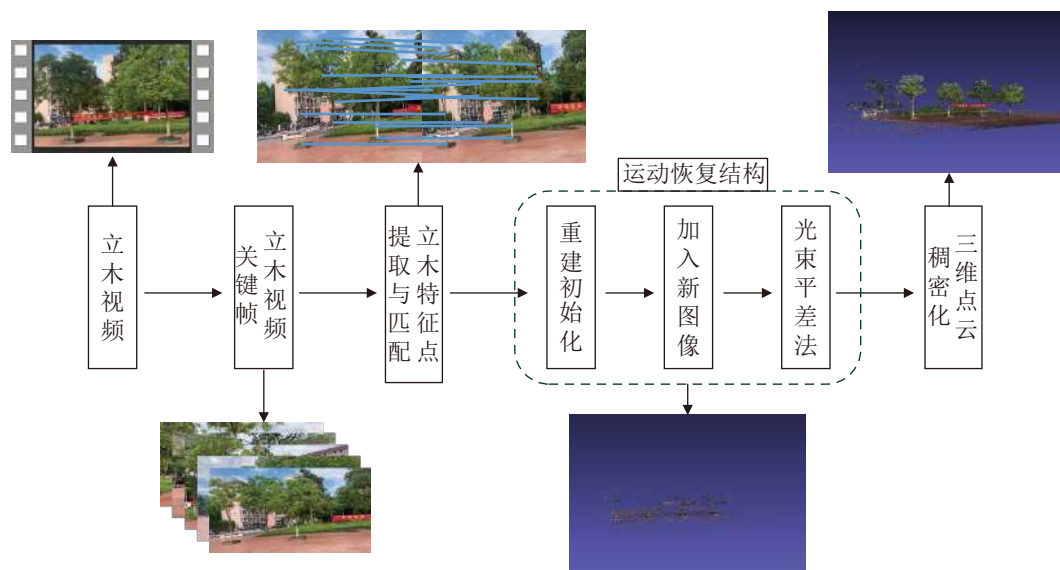 运动恢复结构
立木视频
立木视频
关键帧
立木特征点
提取与匹配
重建初始化
加入新图像
光束平差法
三维点云
稠密化